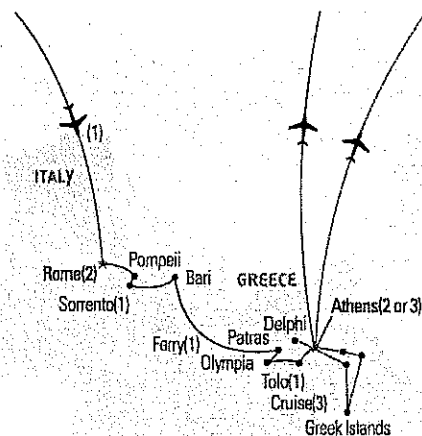 (1)
ITALY
Pompeii
Rome(2)
Bari
Sorrento(1)
GREECE
Athens(2 or 3)
Delphi
Patras
Ferry(1)
Olympia
Tolo(1)
Cruise(3)
Greek Islands